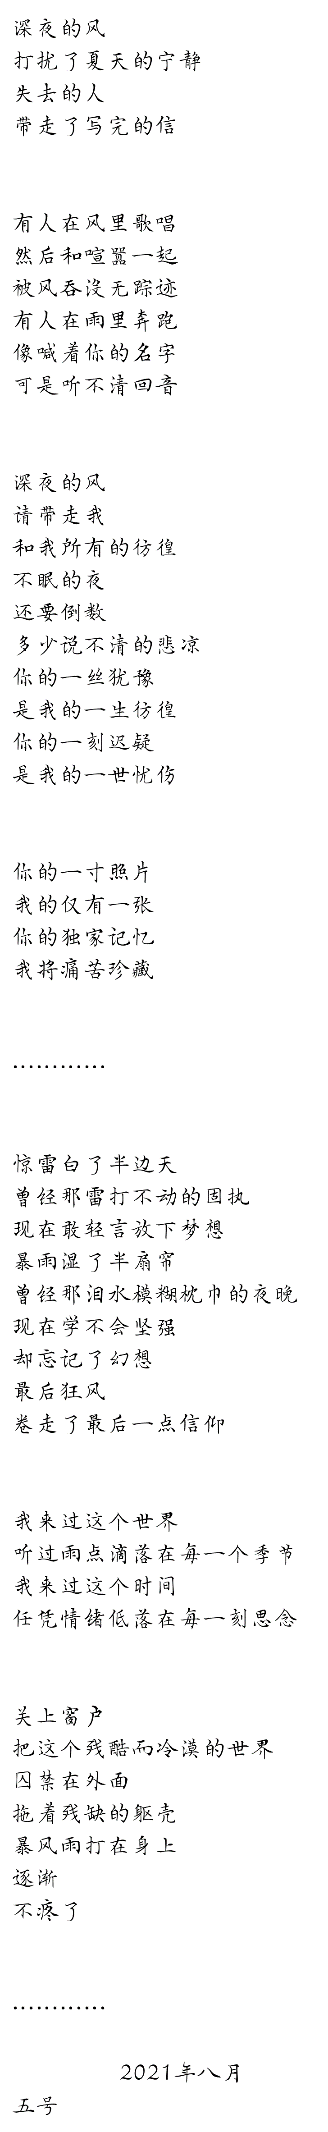 深夜的风
打扰了夏天的宁静
失去的人
带走了写完的信
有人在风里歌唱
然后和喧嚣一起
被风吞没无踪迹
有人在雨里奔跑
像喊着你的名字
可是听不清回音
深夜的风
请带走我
和我所有的彷徨
不眠的夜
还要倒数
多少说不清的悲凉
你的一丝犹豫
是我的一生彷徨
你的一刻迟疑
是我的一世忧伤
你的一寸照片
我的仅有一张
你的独家记忆
我将痛苦珍藏
…………
惊雷白了半边天
曾经那雷打不动的固执
现在敢轻言放下梦想
暴雨湿了半扇帘
曾经那泪水模糊枕巾的夜晚
现在学不会坚强
却忘记了幻想
最后狂风
卷走了最后一点信仰
我来过这个世界
听过雨点滴落在每一个季节
我来过这个时间
任凭情绪低落在每一刻思念
关上窗户
把这个残酷而冷漠的世界
囚禁在外面
拖着残缺的躯壳
暴风雨打在身上
逐渐
不疼了
…………
2021年八月
五号